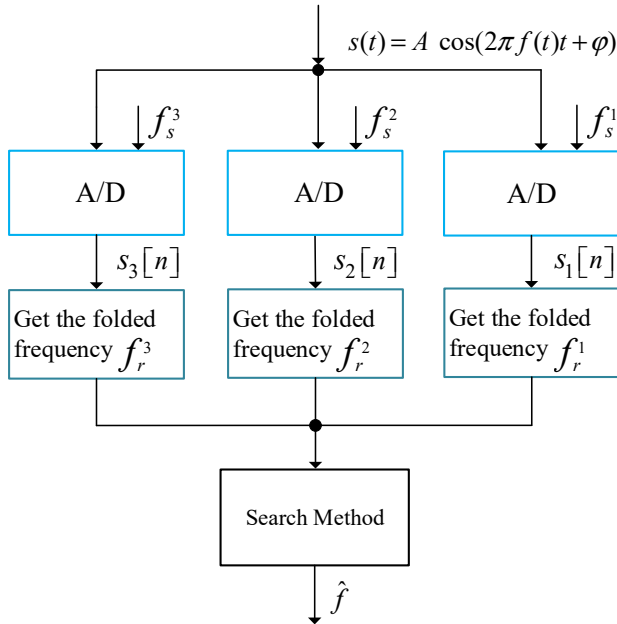 s(t) = A cos(2πf(t)t + φ)
f_s^3
f_s^2
f_s^1
A/D
A/D
A/D
s_3[n]
s_2[n]
s_1[n]
Get the folded
frequency f_r^3
Get the folded
frequency f_r^2
Get the folded
frequency f_r^1
Search Method
f̂